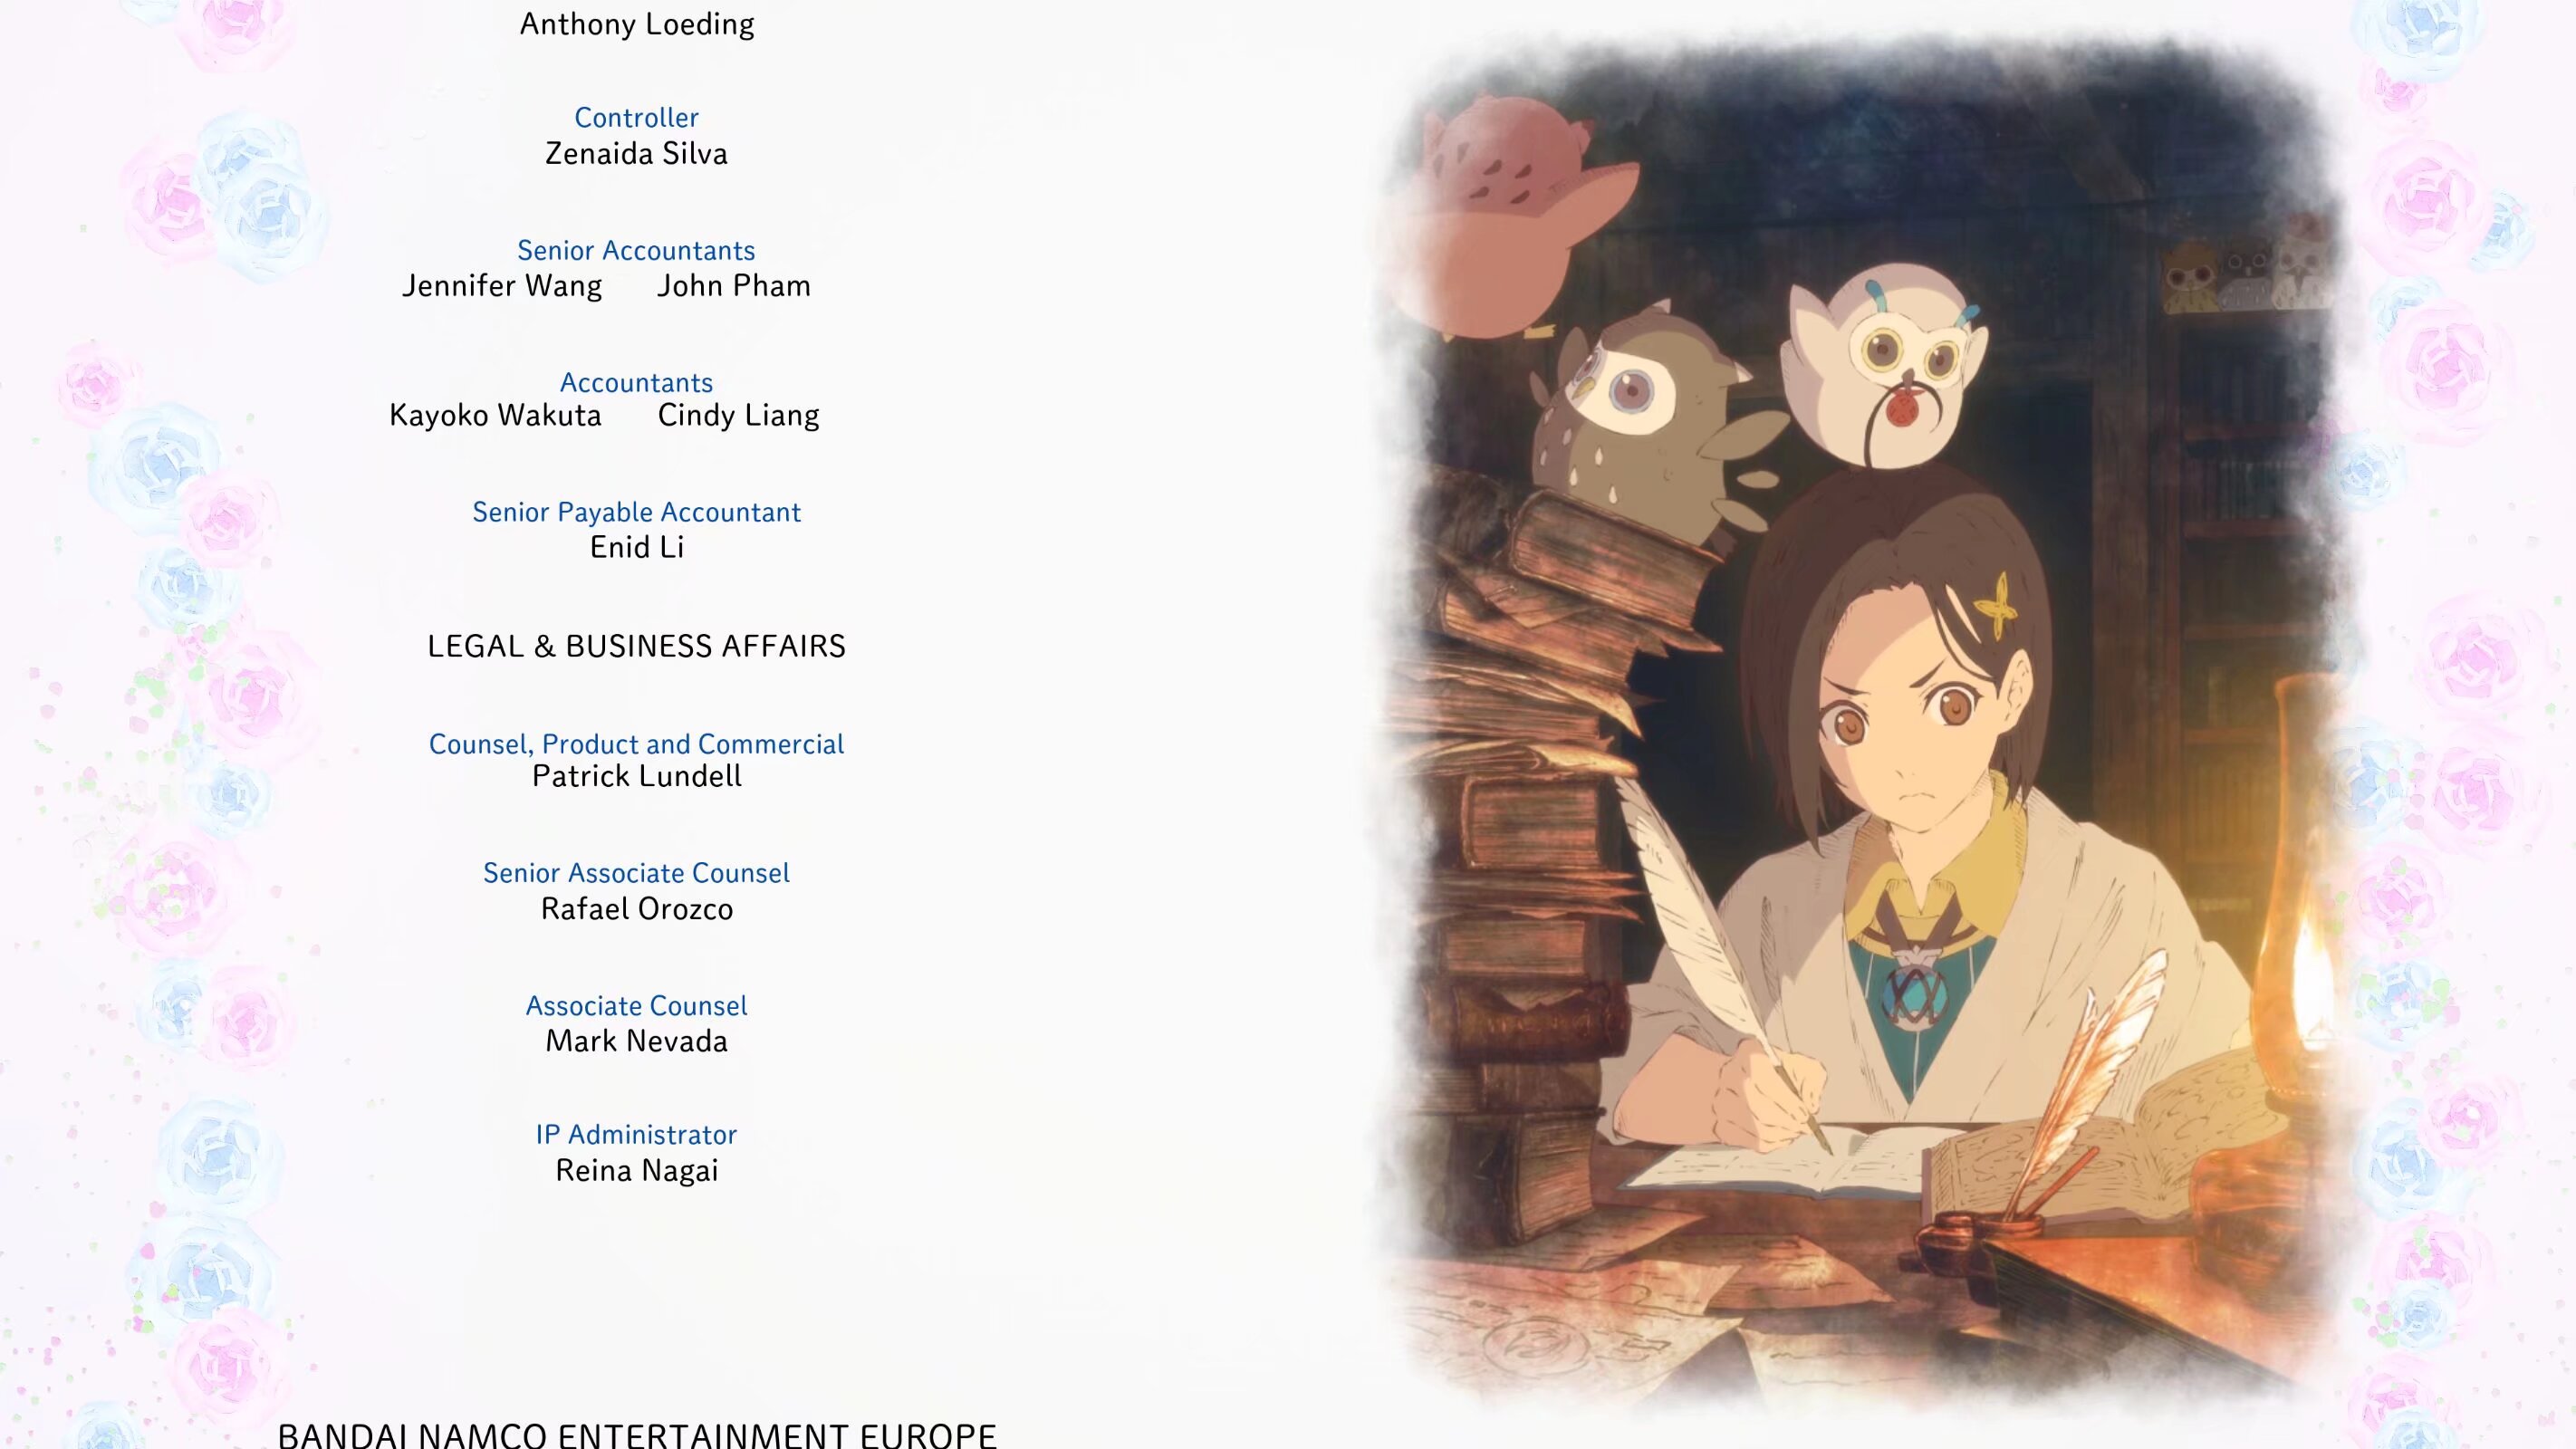 Anthony Loeding
Controller
Zenaida Silva
Senior Accountants
Jennifer Wang John Pham
Accountants
Kayoko Wakuta Cindy Liang
Senior Payable Accountant
Enid Li
LEGAL & BUSINESS AFFAIRS
Counsel, Product and Commercial
Patrick Lundell
Senior Associate Counsel
Rafael Orozco
Associate Counsel
Mark Nevada
IP Administrator
Reina Nagai
BANDAI NAMCO ENTERTAINMENT EUROPE